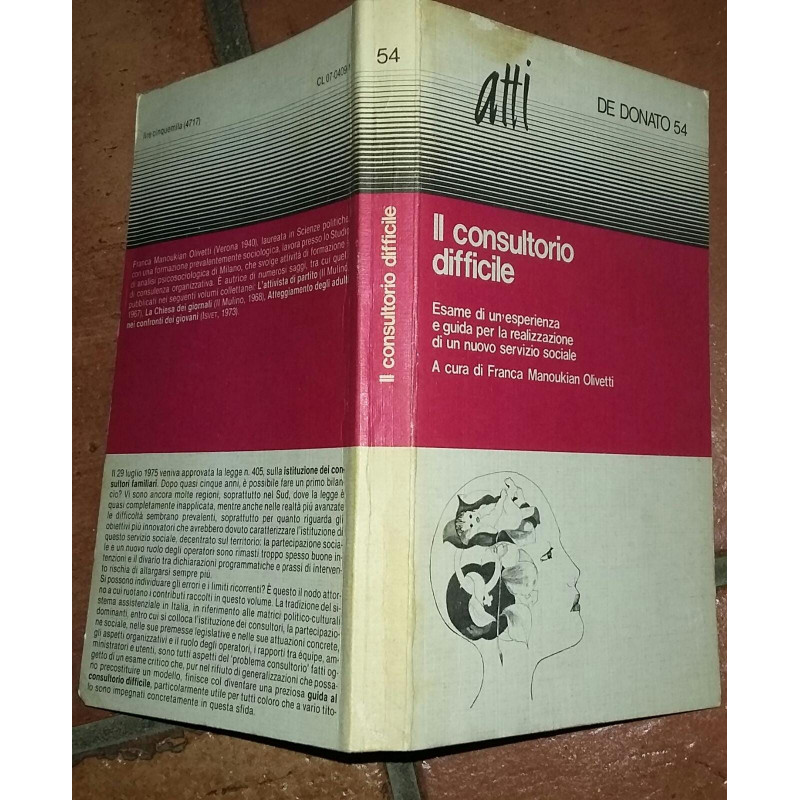 CL 07-0409
lire cinquemila (4717)
Franca Manoukian Olivetti (Verona 1940), laureata in Scienze politiche
con una formazione prevalentemente sociologica, lavora presso lo Studio
di analisi psicosociologica di Milano, che svolge attività di formazione
di consulenza organizzativa. È autrice di numerosi saggi, tra cui quel
pubblicati nei seguenti volumi collettanei: L'attivista di partito (Il Mulino
1967), La Chiesa dei giornali (Il Mulino, 1968), Atteggiamento degli adult
nei confronti dei giovani (ISVET, 1973).
Il 29 luglio 1975 veniva approvata la legge n. 405, sulla istituzione dei con-
sultori familiari. Dopo quasi cinque anni, è possibile fare un primo bilan-
cio? Vi sono ancora molte regioni, soprattutto nel Sud, dove la legge è
quasi completamente inapplicata, mentre anche nelle realtà più avanzate
le difficoltà sembrano prevalenti, soprattutto per quanto riguarda gli
obiettivi più innovatori che avrebbero dovuto caratterizzare l'istituzione di
questo servizio sociale, decentrato sul territorio: la partecipazione socia-
le e un nuovo ruolo degli operatori sono rimasti troppo spesso buone in-
tenzioni e il divario tra dichiarazioni programmatiche e prassi di interven-
to rischia di allargarsi sempre più.
Si possono individuare gli errori e i limiti ricorrenti? È questo il nodo attor-
no a cui ruotano i contributi raccolti in questo volume. La tradizione del si-
stema assistenziale in Italia, in riferimento alle matrici politico-culturali
dominanti, entro cui si colloca l'istituzione dei consultori, la partecipazio-
ne sociale, nelle sue premesse legislative e nelle sue attuazioni concrete,
gli aspetti organizzativi e il ruolo degli operatori, i rapporti tra équipe, am-
ministratori e utenti, sono tutti aspetti del 'problema consultorio' fatti og-
getto di un esame critico che, pur nel rifiuto di generalizzazioni che possa-
no precostituire un modello, finisce col diventare una preziosa guida al
consultorio difficile, particolarmente utile per tutti coloro che a vario tito-
lo sono impegnati concretamente in questa sfida.
54
Il consultorio difficile
atti
DE DONATO 54
Il consultorio
difficile
Esame di un'esperienza
e guida per la realizzazione
di un nuovo servizio sociale
A cura di Franca Manoukian Olivetti